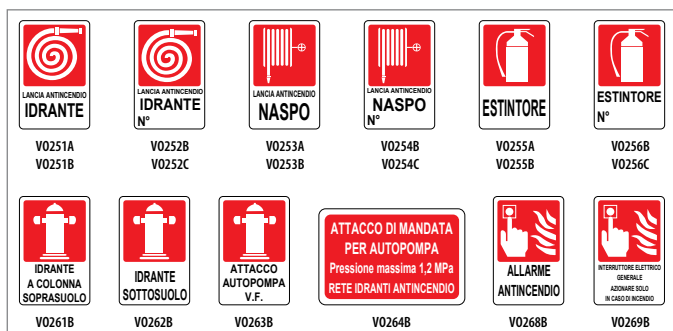 LANCIA ANTINCENDIO
IDRANTE
V0251A
V0251B
LANCIA ANTINCENDIO
IDRANTE
N°
V0252B
V0252C
LANCIA ANTINCENDIO
NASPO
V0253A
V0253B
LANCIA ANTINCENDIO
NASPO
N°
V0254B
V0254C
ESTINTORE
V0255A
V0255B
ESTINTORE
N°
V0256B
V0256C
IDRANTE
A COLONNA
SOPRASUOLO
V0261B
IDRANTE
SOTTOSUOLO
V0262B
ATTACCO
AUTOPOMPA
V.F.
V0263B
ATTACCO DI MANDATA
PER AUTOPOMPA
Pressione massima 1,2 MPa
RETE IDRANTI ANTINCENDIO
V0264B
ALLARME
ANTINCENDIO
V0268B
INTERRUTTORE ELETTRICO
GENERALE
AZIONARE SOLO
IN CASO DI INCENDIO
V0269B